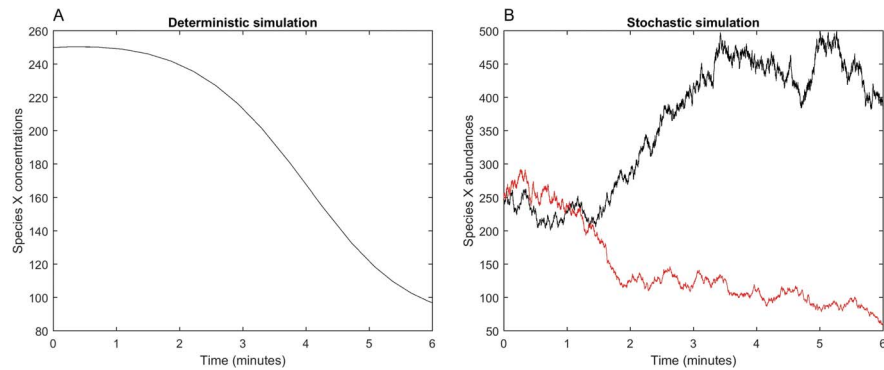 A
Deterministic simulation
260
240
220
200
180
160
140
120
100
80
Species X concentrations
0 1 2 3 4 5 6
Time (minutes)
B
Stochastic simulation
500
450
400
350
300
250
200
150
100
50
Species X abundances
0 1 2 3 4 5 6
Time (minutes)